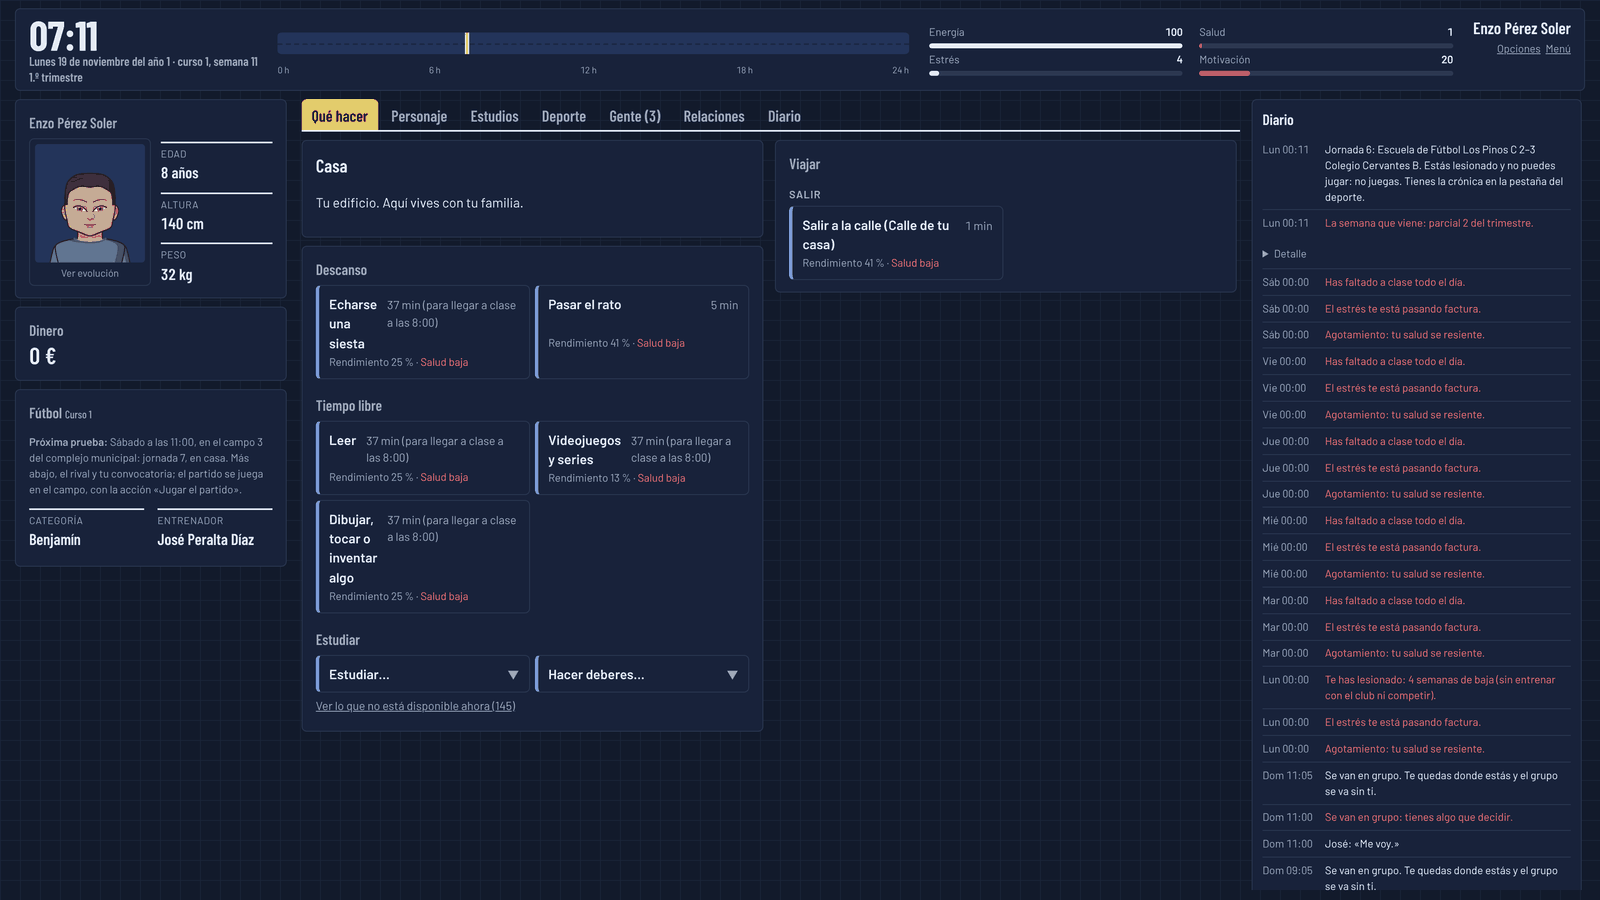 07:11
Lunes 19 de noviembre del año 1 · curso 1, semana 11
1.º trimestre
0 h
6 h
12 h
18 h
24 h
Energía 100
Estrés 4
Salud 1
Motivación 20
Enzo Pérez Soler
Opciones Menú
Enzo Pérez Soler
Ver evolución
EDAD
8 años
ALTURA
140 cm
PESO
32 kg
Dinero
0 €
Fútbol Curso 1
Próxima prueba: Sábado a las 11:00, en el campo 3
del complejo municipal: jornada 7, en casa. Más
abajo, el rival y tu convocatoria: el partido se juega
en el campo, con la acción «Jugar el partido».
CATEGORÍA
Benjamín
ENTRENADOR
José Peralta Díaz
Qué hacer
Personaje
Estudios
Deporte
Gente (3)
Relaciones
Diario
Casa
Tu edificio. Aquí vives con tu familia.
Descanso
Echarse
una
siesta
37 min (para llegar a clase
a las 8:00)
Rendimiento 25 % · Salud baja
Pasar el rato
5 min
Rendimiento 41 % · Salud baja
Tiempo libre
Leer
37 min (para llegar a clase a
las 8:00)
Rendimiento 25 % · Salud baja
Videojuegos
y series
37 min (para llegar a
clase a las 8:00)
Rendimiento 13 % · Salud baja
Dibujar,
tocar o
inventar
algo
37 min (para llegar a clase
a las 8:00)
Rendimiento 25 % · Salud baja
Estudiar
Estudiar...
Hacer deberes...
Ver lo que no está disponible ahora (145)
Viajar
SALIR
Salir a la calle (Calle de tu
casa)
1 min
Rendimiento 41 % · Salud baja
Diario
Lun 00:11 Jornada 6: Escuela de Fútbol Los Pinos C 2–3
Colegio Cervantes B. Estás lesionado y no puedes
jugar: no juegas. Tienes la crónica en la pestaña del
deporte.
Lun 00:11 La semana que viene: parcial 2 del trimestre.
Detalle
Sáb 00:00 Has faltado a clase todo el día.
Sáb 00:00 El estrés te está pasando factura.
Sáb 00:00 Agotamiento: tu salud se resiente.
Vie 00:00 Has faltado a clase todo el día.
Vie 00:00 El estrés te está pasando factura.
Vie 00:00 Agotamiento: tu salud se resiente.
Jue 00:00 Has faltado a clase todo el día.
Jue 00:00 El estrés te está pasando factura.
Jue 00:00 Agotamiento: tu salud se resiente.
Mié 00:00 Has faltado a clase todo el día.
Mié 00:00 El estrés te está pasando factura.
Mié 00:00 Agotamiento: tu salud se resiente.
Mar 00:00 Has faltado a clase todo el día.
Mar 00:00 El estrés te está pasando factura.
Mar 00:00 Agotamiento: tu salud se resiente.
Lun 00:00 Te has lesionado: 4 semanas de baja (sin entrenar
con el club ni competir).
Lun 00:00 El estrés te está pasando factura.
Lun 00:00 Agotamiento: tu salud se resiente.
Dom 11:05 Se van en grupo. Te quedas donde estás y el grupo
se va sin ti.
Dom 11:00 Se van en grupo: tienes algo que decidir.
Dom 11:00 José: «Me voy.»
Dom 09:05 Se van en grupo. Te quedas donde estás y el grupo
se va sin ti.